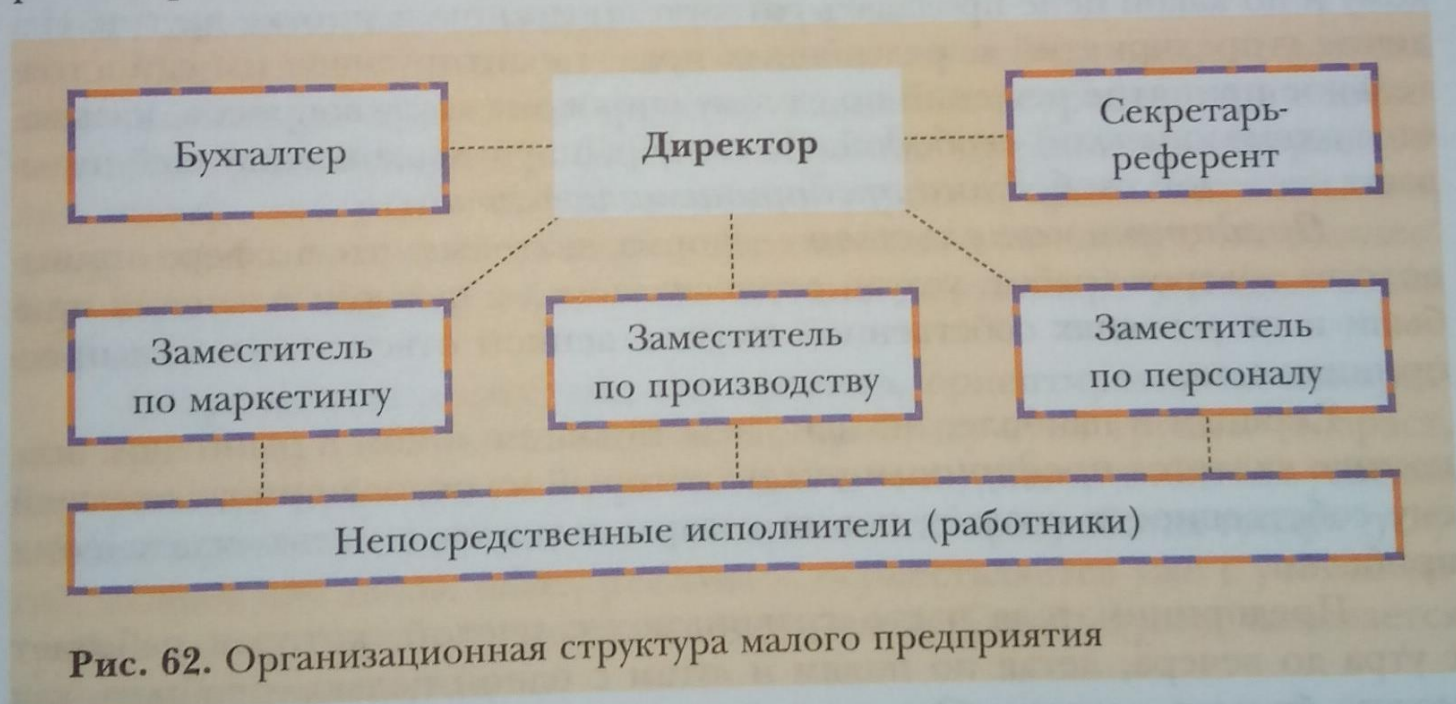 Бухгалтер
Директор
Секретарь-
референт
Заместитель
по маркетингу
Заместитель
по производству
Заместитель
по персоналу
Непосредственные исполнители (работники)
Рис. 62. Организационная структура малого предприятия